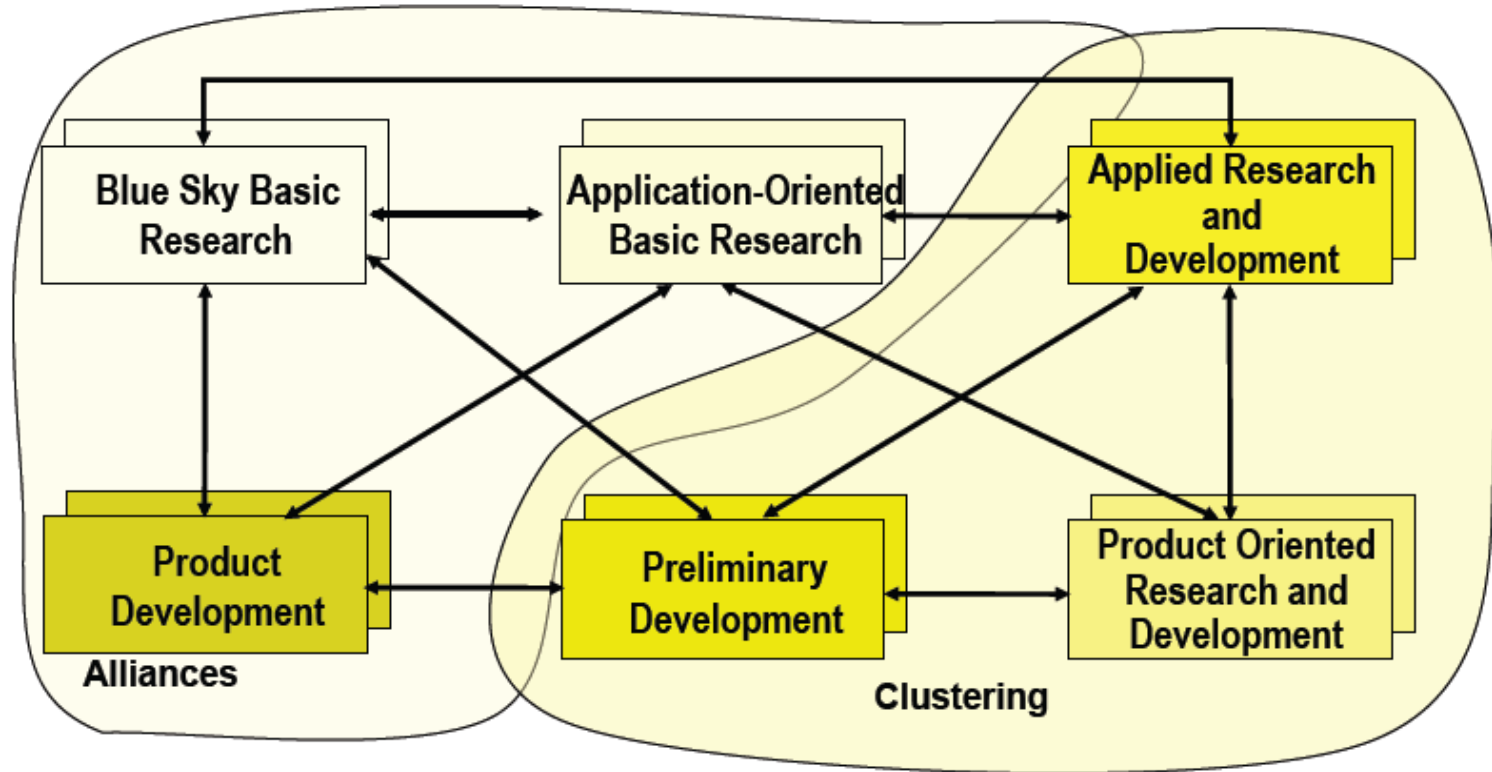 Blue Sky Basic
Research
Application-Oriented
Basic Research
Applied Research
and
Development
Product
Development
Preliminary
Development
Product Oriented
Research and
Development
Alliances
Clustering